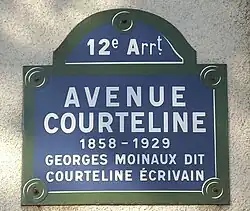 12e Arrt
AVENUE
COURTELINE
1858 - 1929
GEORGES MOINAUX DIT
COURTELINE ÉCRIVAIN